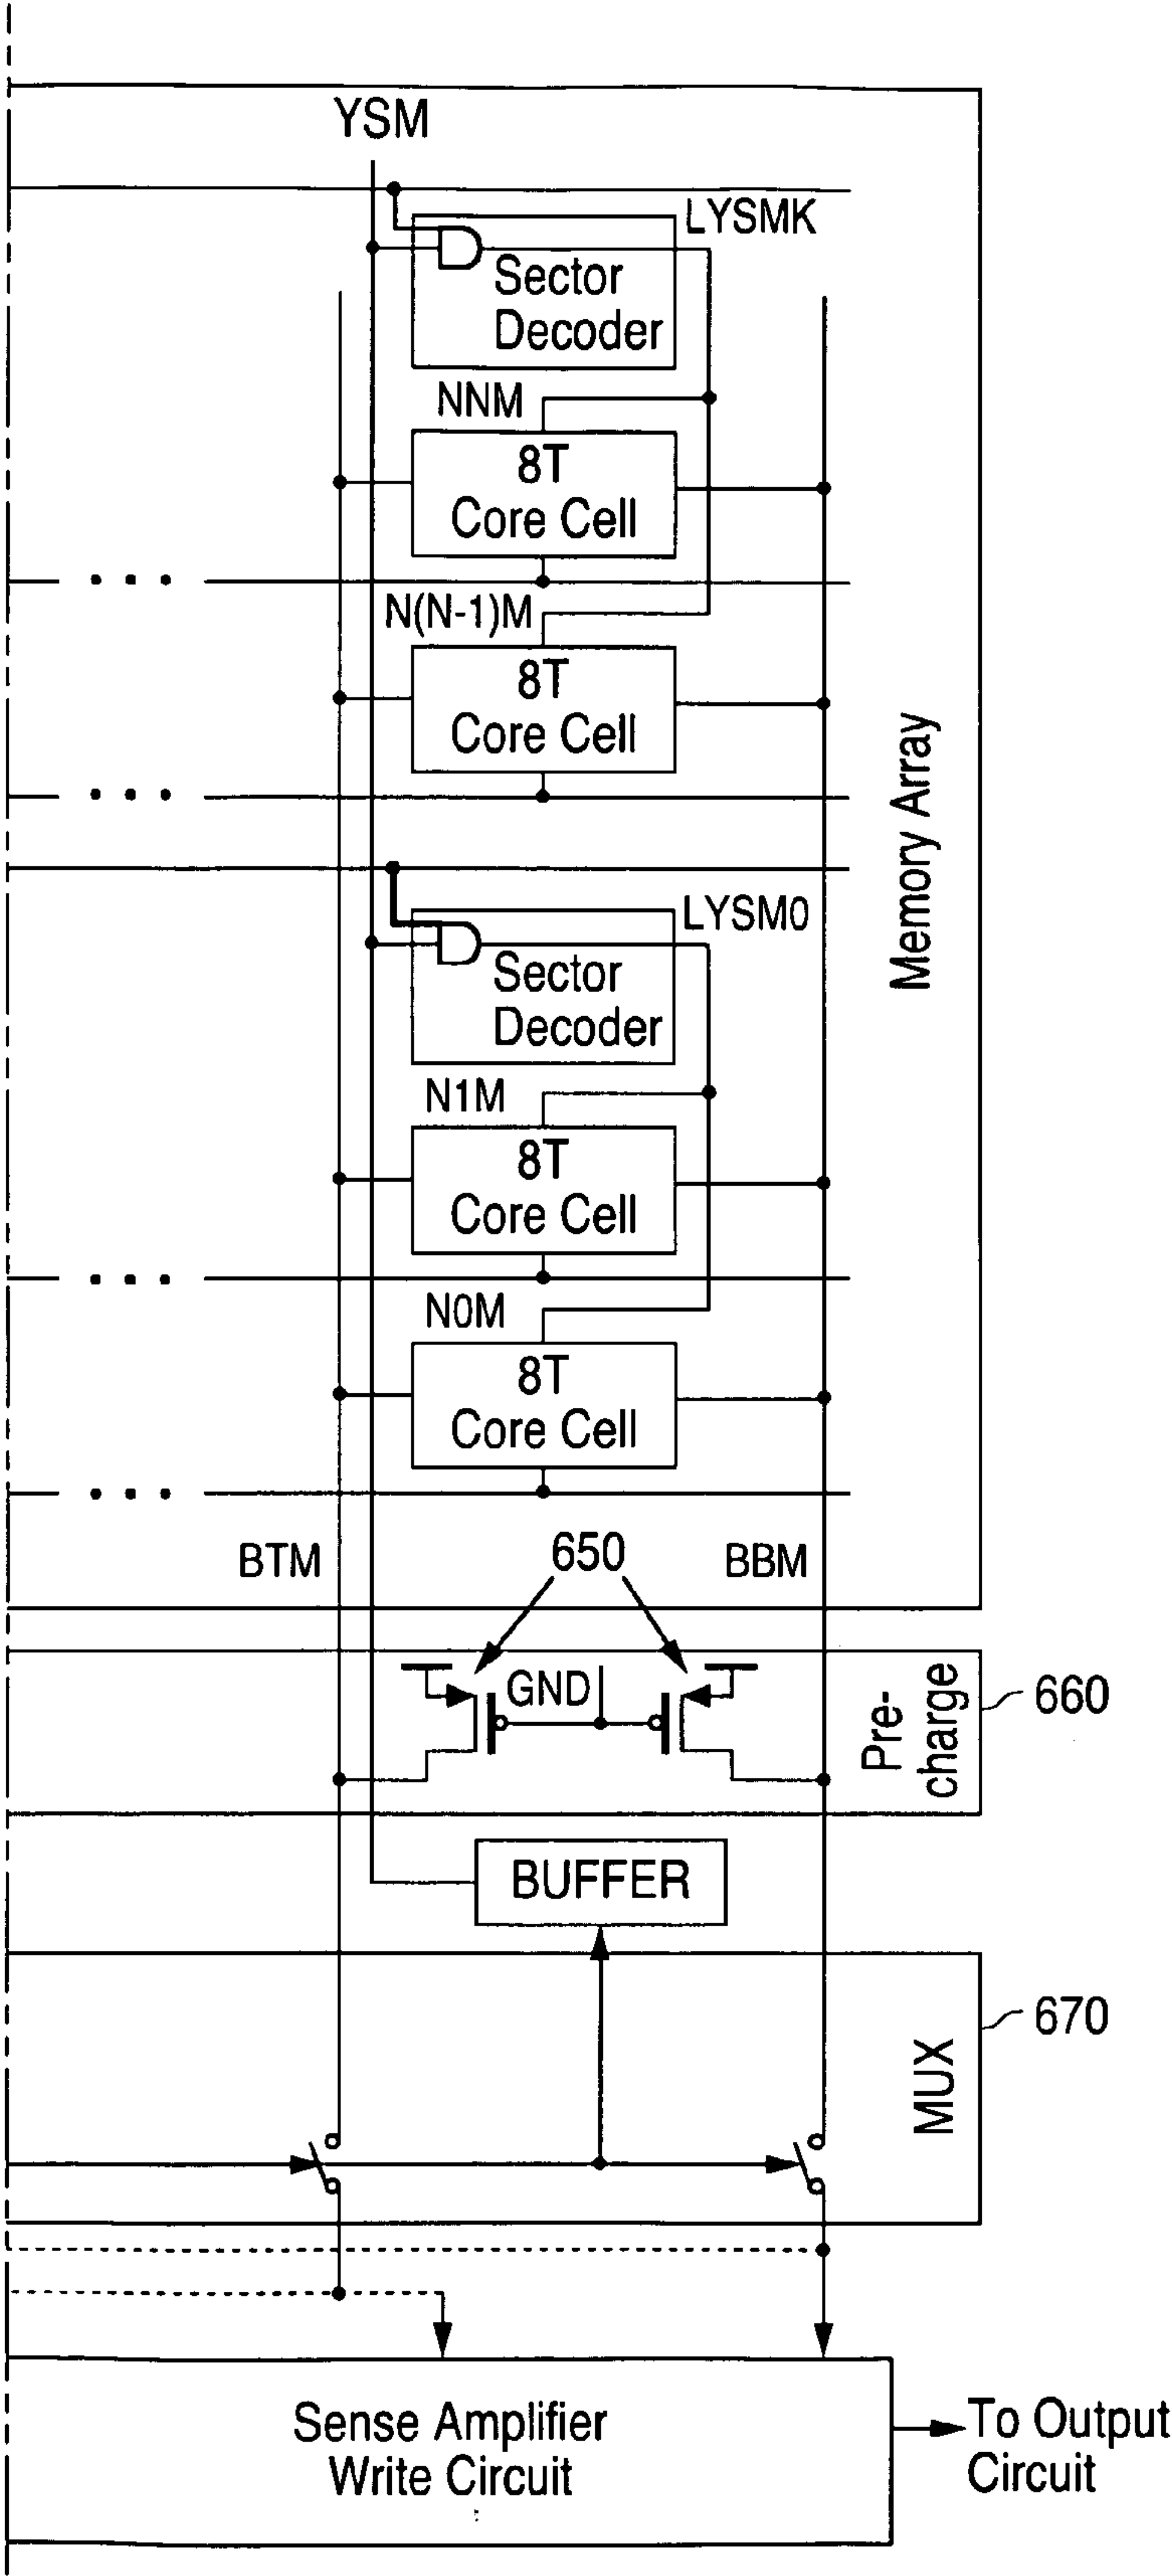 YSM
LYSMK
Sector
Decoder
NNM
8T
Core Cell
N(N-1)M
8T
Core Cell
Memory Array
LYSM0
Sector
Decoder
N1M
8T
Core Cell
N0M
8T
Core Cell
BTM
650
BBM
GND
Pre-
charge
660
BUFFER
MUX
670
Sense Amplifier
Write Circuit
To Output
Circuit